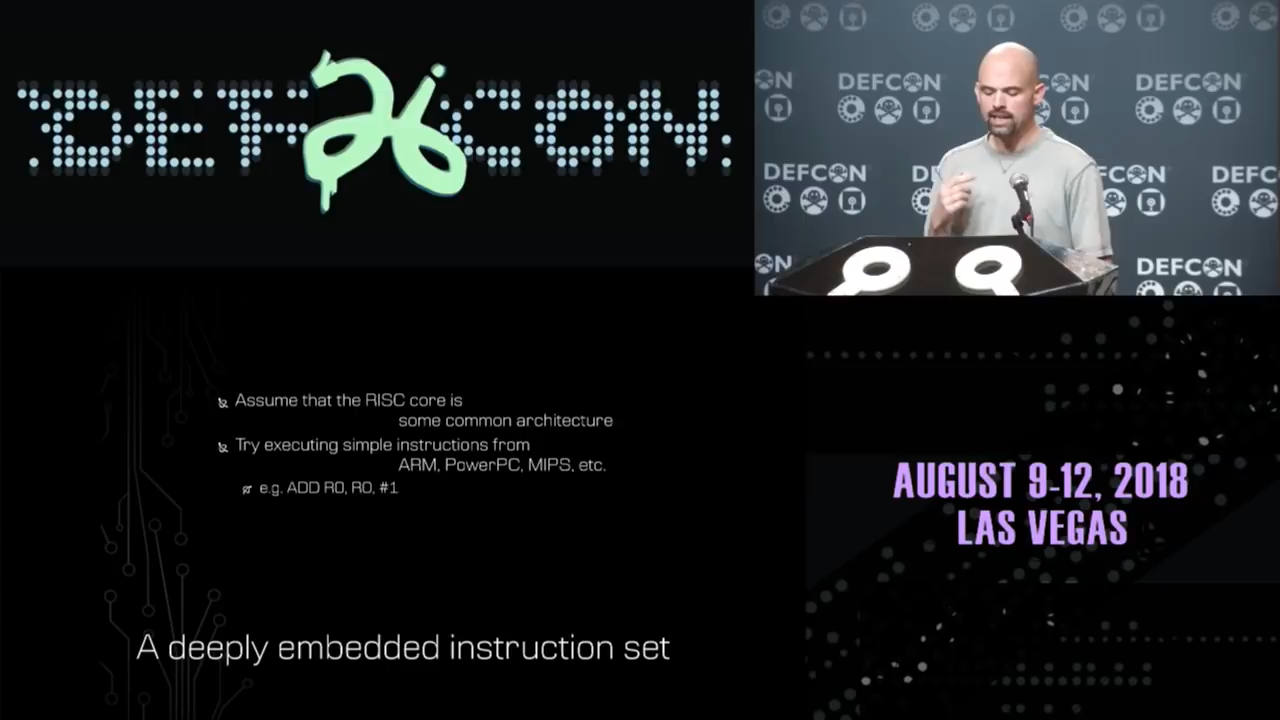 DEF 26 CON
DEFCON
DEFCON
DEFCON
DEFCON
DEFCON
Assume that the RISC core is
some common architecture
Try executing simple instructions from
ARM, PowerPC, MIPS, etc.
e.g. ADD R0, R0, #1
AUGUST 9-12, 2018
LAS VEGAS
A deeply embedded instruction set